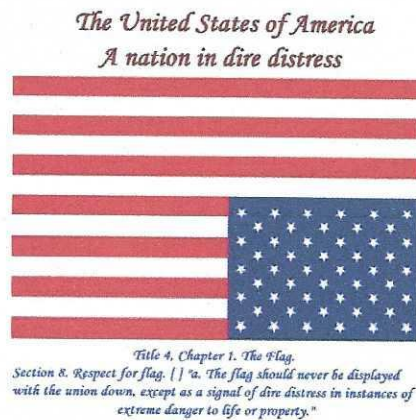 The United States of America
A nation in dire distress
Title 4, Chapter 1. The Flag.
Section 8. Respect for flag. [ ] "a. The flag should never be displayed
with the union down, except as a signal of dire distress in instances of
extreme danger to life or property."